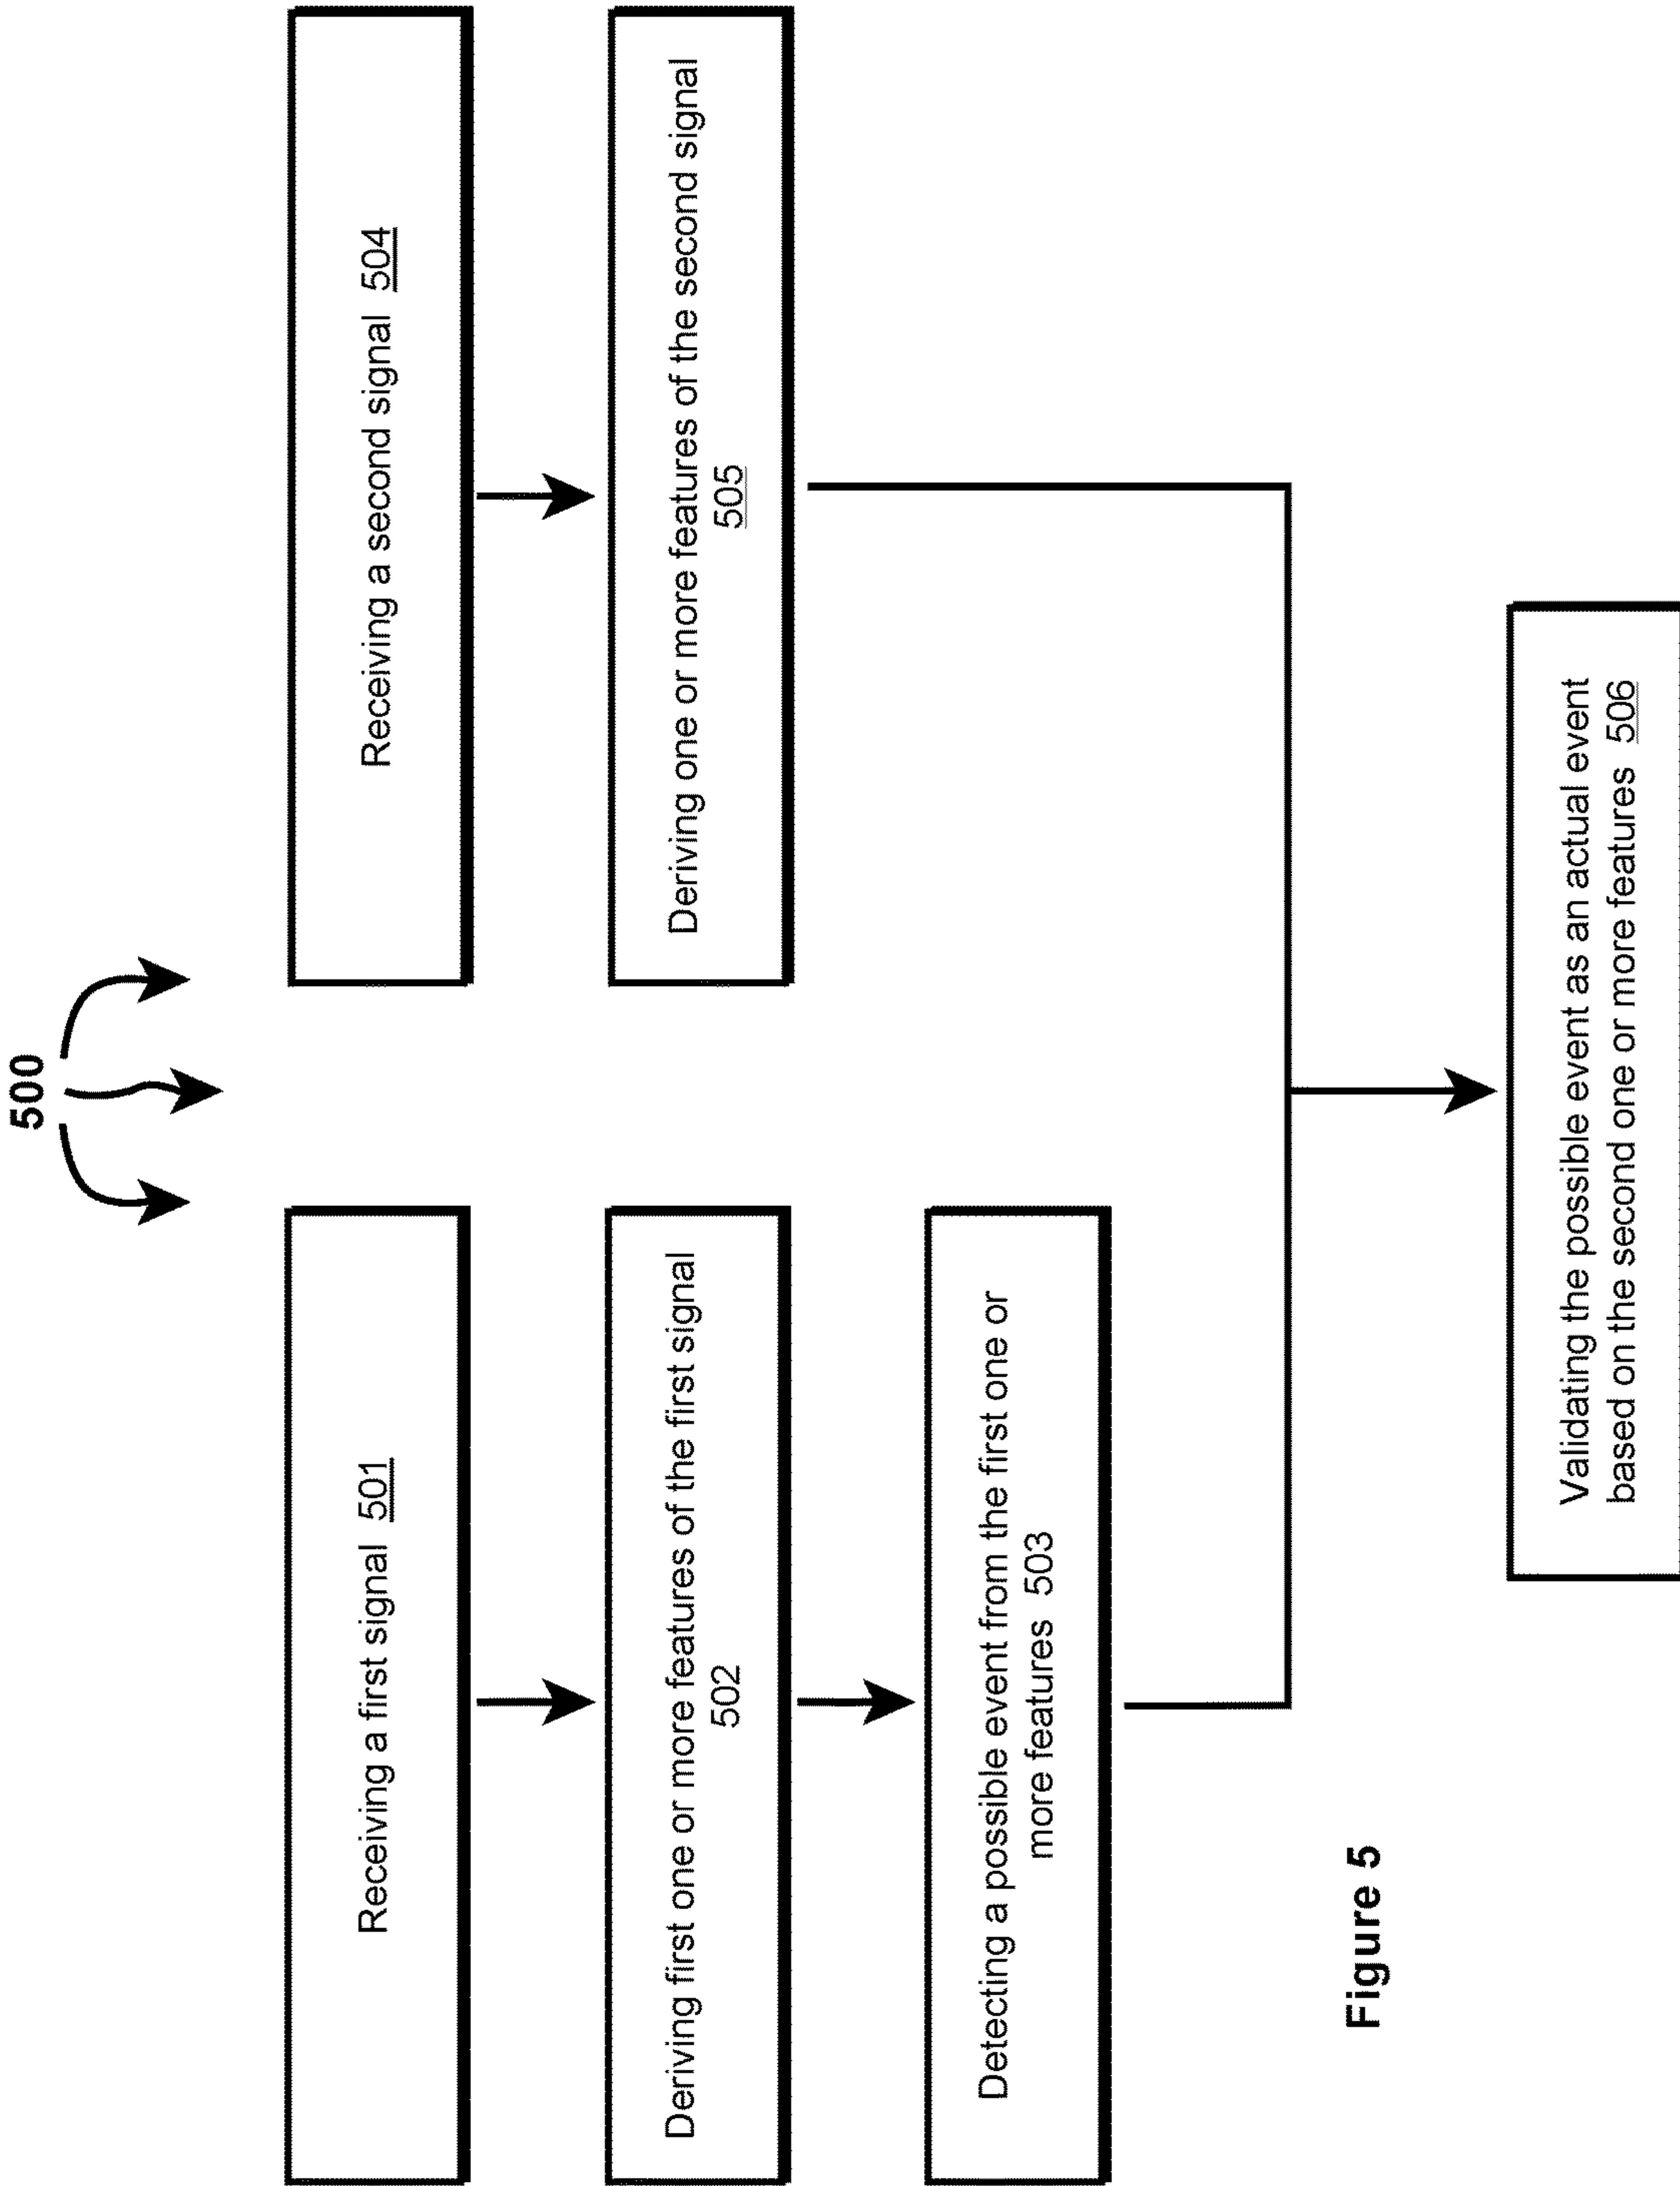 500
Receiving a first signal 501
Deriving first one or more features of the first signal
502
Detecting a possible event from the first one or
more features 503
Receiving a second signal 504
Deriving one or more features of the second signal
505
Validating the possible event as an actual event
based on the second one or more features 506
Figure 5